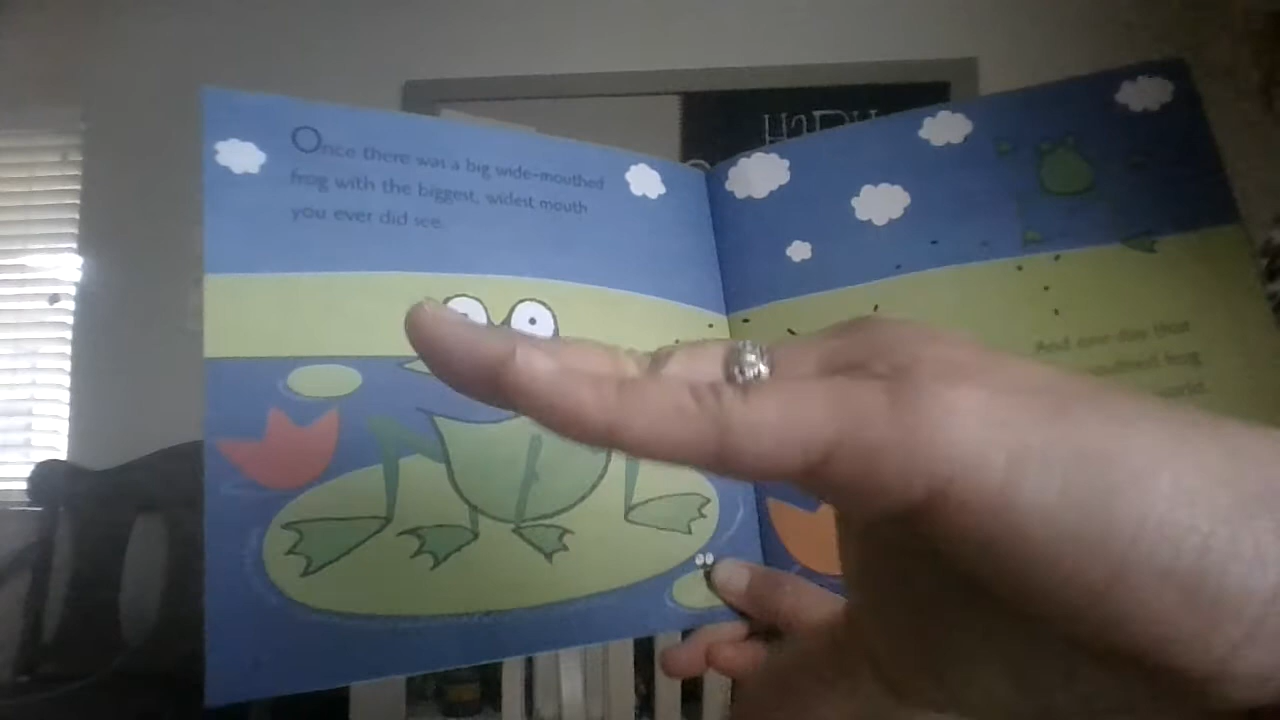 Once there was a big wide-mouthed
frog with the biggest, widest mouth
you ever did see.
And one day that
frog